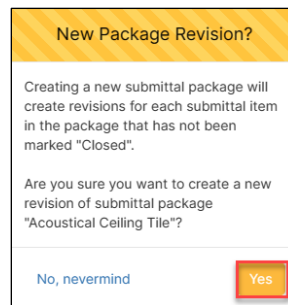 New Package Revision?
Creating a new submittal package will
create revisions for each submittal item
in the package that has not been
marked "Closed".
Are you sure you want to create a new
revision of submittal package
"Acoustical Ceiling Tile"?
No, nevermind
Yes